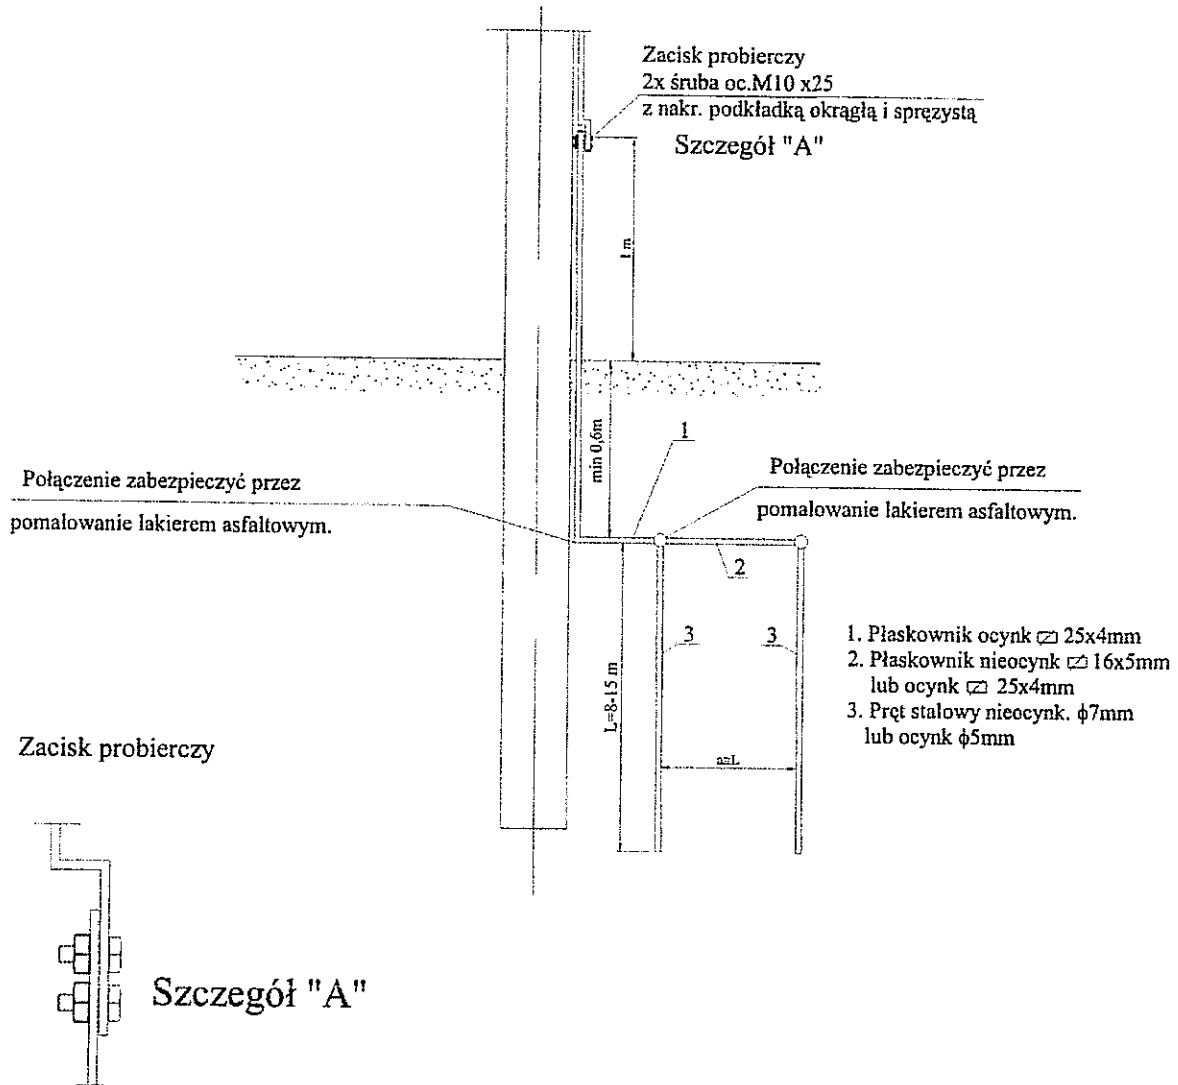 Zacisk probierczy
2x śruba oc.M10 x25
z nakr. podkładką okrągłą i spręzystą
Szczegół "A"
1 m
min 0,6m
1
Połączenie zabezpieczyć przez
pomalowanie lakierem asfaltowym.
Połączenie zabezpieczyć przez
pomalowanie lakierem asfaltowym.
2
3
3
L=8-15 m
a=L
1. Płaskownik ocynk 25x4mm
2. Płaskownik nieocynk 16x5mm
lub ocynk 25x4mm
3. Pręt stalowy nieocynk. ϕ7mm
lub ocynk ϕ5mm
Zacisk probierczy
Szczegół "A"